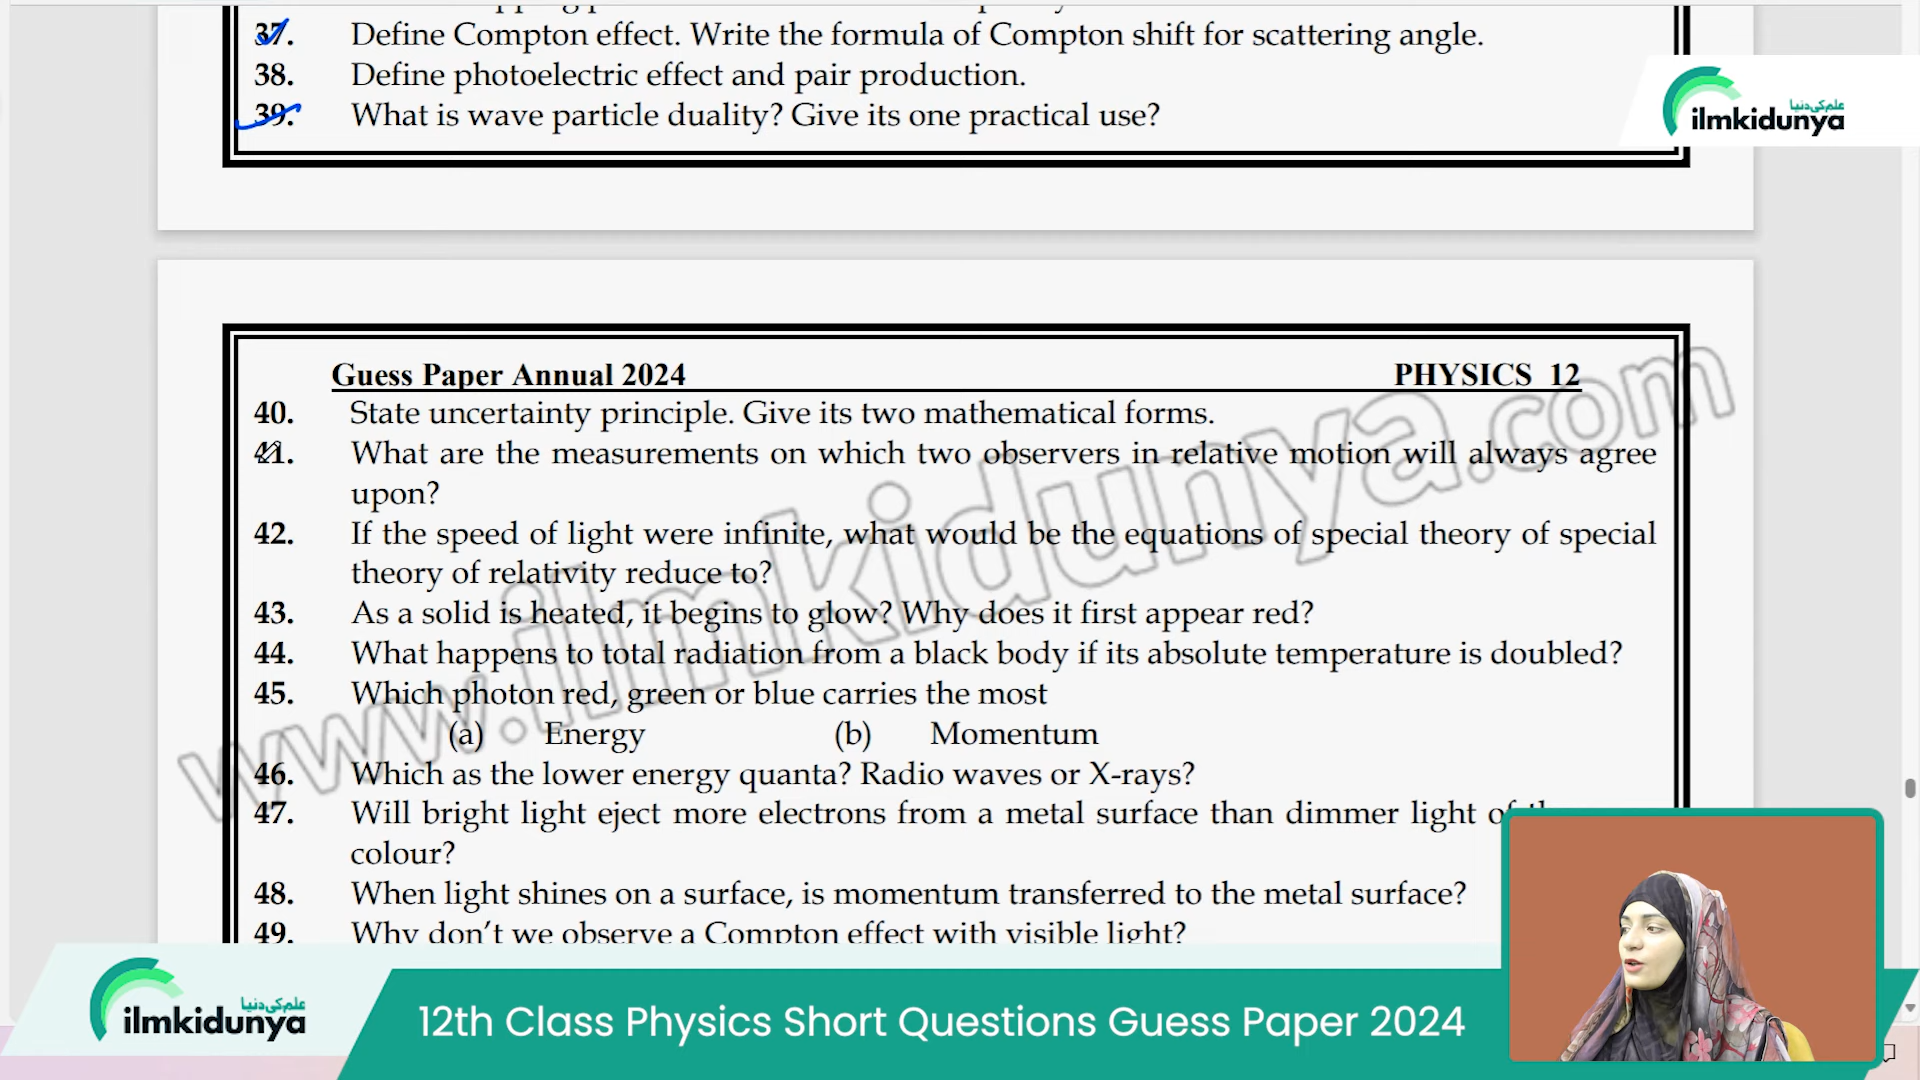 37. Define Compton effect. Write the formula of Compton shift for scattering angle.
38. Define photoelectric effect and pair production.
39. What is wave particle duality? Give its one practical use?
علم کی دنیا
ilmkidunya
Guess Paper Annual 2024 PHYSICS 12
40. State uncertainty principle. Give its two mathematical forms.
41. What are the measurements on which two observers in relative motion will always agree
upon?
42. If the speed of light were infinite, what would be the equations of special theory of special
theory of relativity reduce to?
43. As a solid is heated, it begins to glow? Why does it first appear red?
44. What happens to total radiation from a black body if its absolute temperature is doubled?
45. Which photon red, green or blue carries the most
(a) Energy (b) Momentum
46. Which as the lower energy quanta? Radio waves or X-rays?
47. Will bright light eject more electrons from a metal surface than dimmer light of
colour?
48. When light shines on a surface, is momentum transferred to the metal surface?
49. Why don't we observe a Compton effect with visible light?
www.ilmkidunya.com
علم کی دنیا
ilmkidunya
12th Class Physics Short Questions Guess Paper 2024